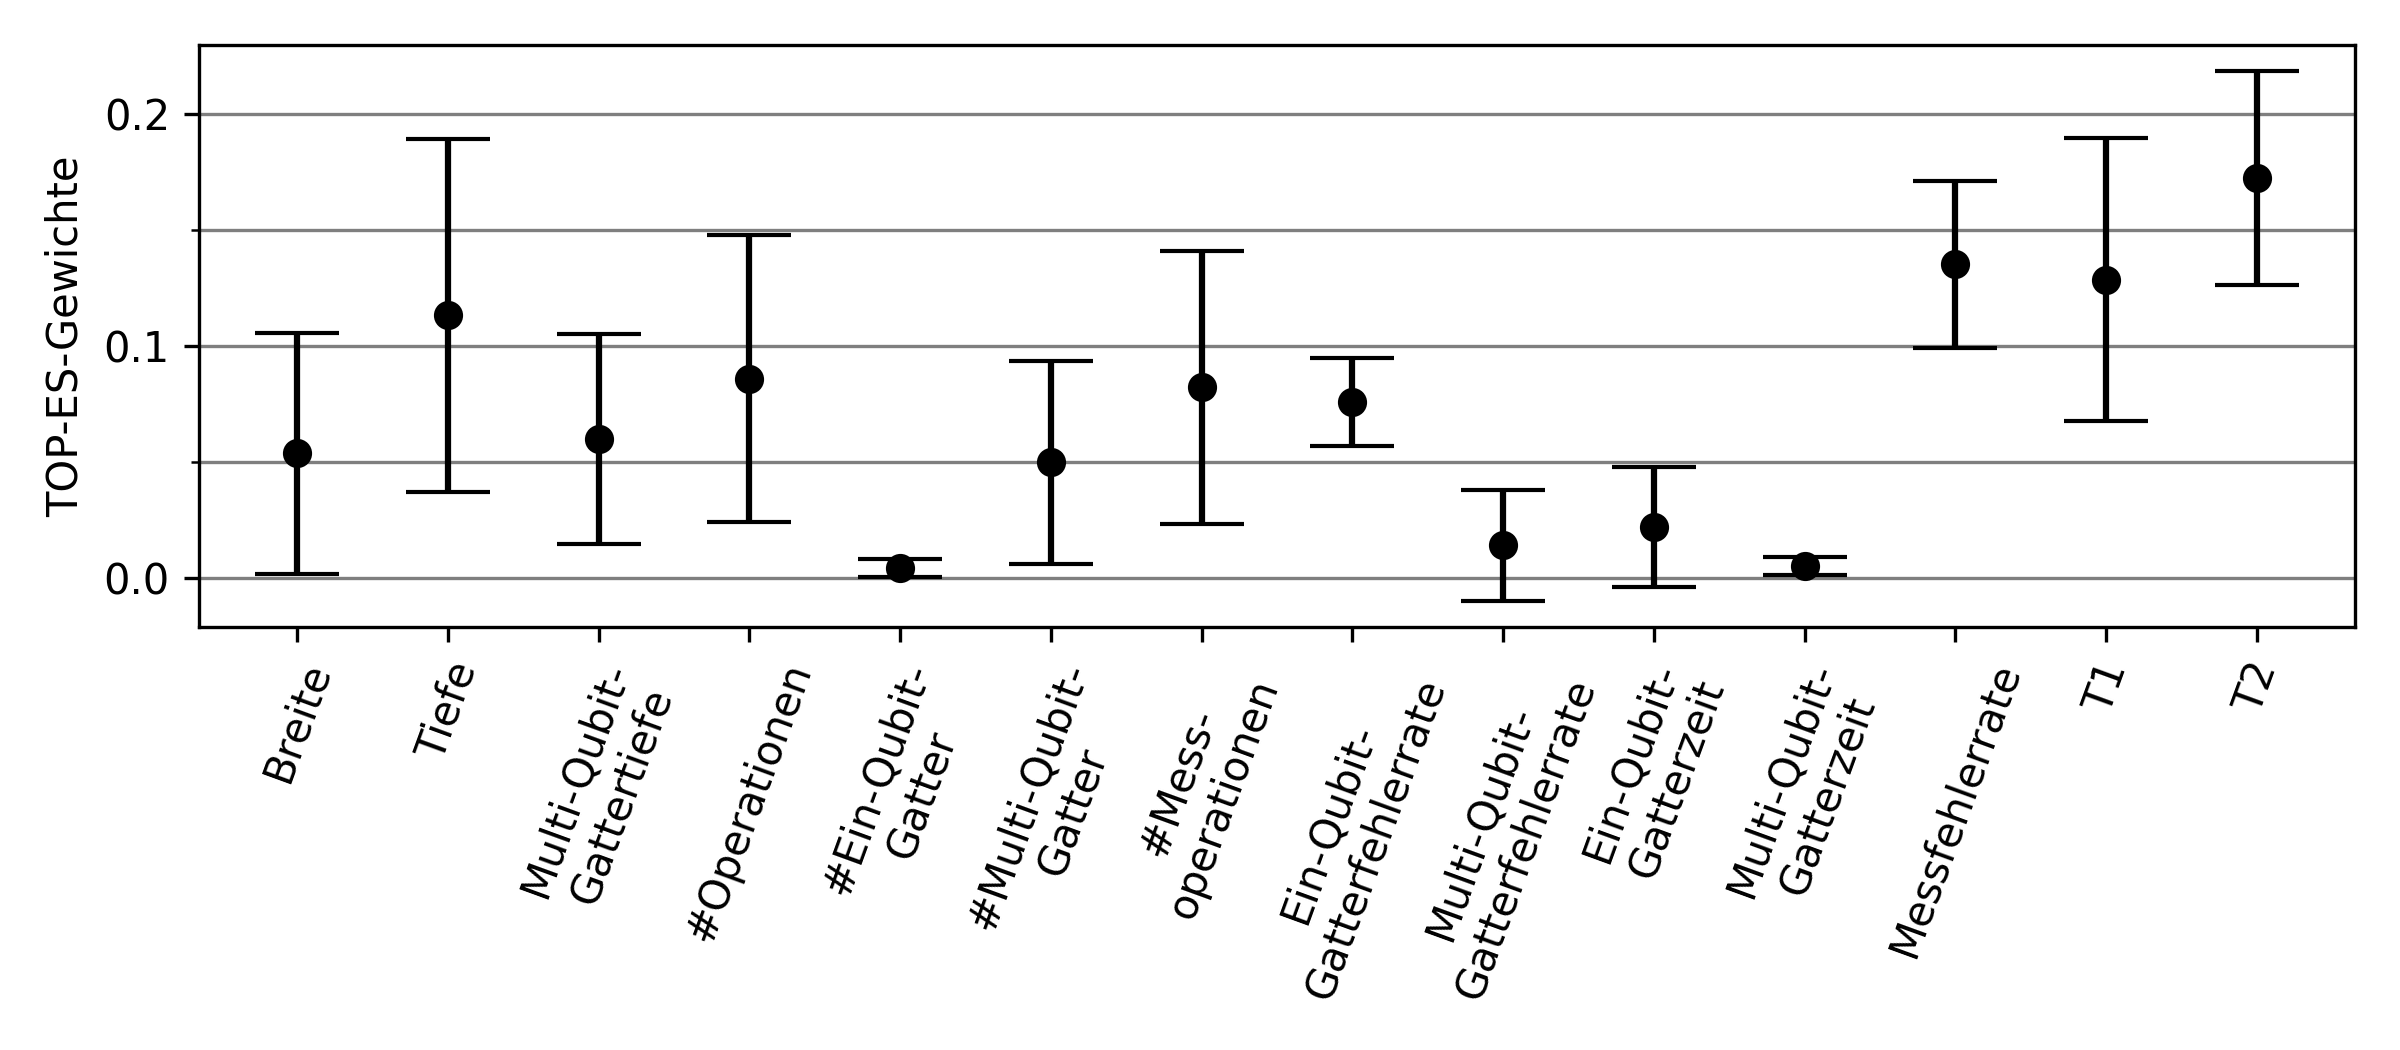 TOP-ES-Gewichte
0.2
0.1
0.0
Breite
Tiefe
Multi-Qubit-
Gattertiefe
#Operationen
#Ein-Qubit-
Gatter
#Multi-Qubit-
Gatter
#Mess-
operationen
Ein-Qubit-
Gatterfehlerrate
Multi-Qubit-
Gatterfehlerrate
Ein-Qubit-
Gatterzeit
Multi-Qubit-
Gatterzeit
Messfehlerrate
T1
T2